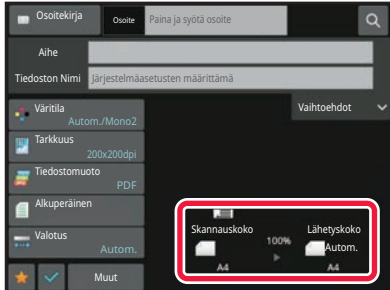 Osoitekirja Osoite Paina ja syötä osoite
Aihe
Tiedoston Nimi Järjestelmäasetusten määrittämä
Väritila
Autom./Mono2
Vaihtoehdot
Tarkkuus
200x200dpi
Tiedostomuoto
PDF
Alkuperäinen
Skannauskoko 100% Lähetyskoko
Valotus
Autom.
Autom.
A4 A4
Muut